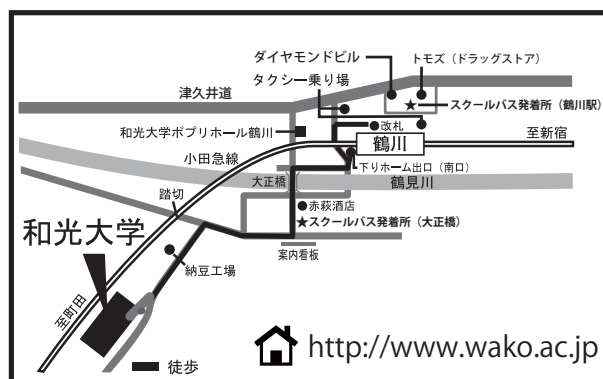 ダイヤモンドビル
トモズ（ドラッグストア）
タクシー乗り場
津久井道
★スクールバス発着所（鶴川駅）
和光大学ポプリホール鶴川
改札
至新宿
鶴川
小田急線
下りホーム出口（南口）
大正橋
鶴見川
踏切
赤萩酒店
★スクールバス発着所（大正橋）
和光大学
案内看板
納豆工場
至町田
徒歩
http://www.wako.ac.jp